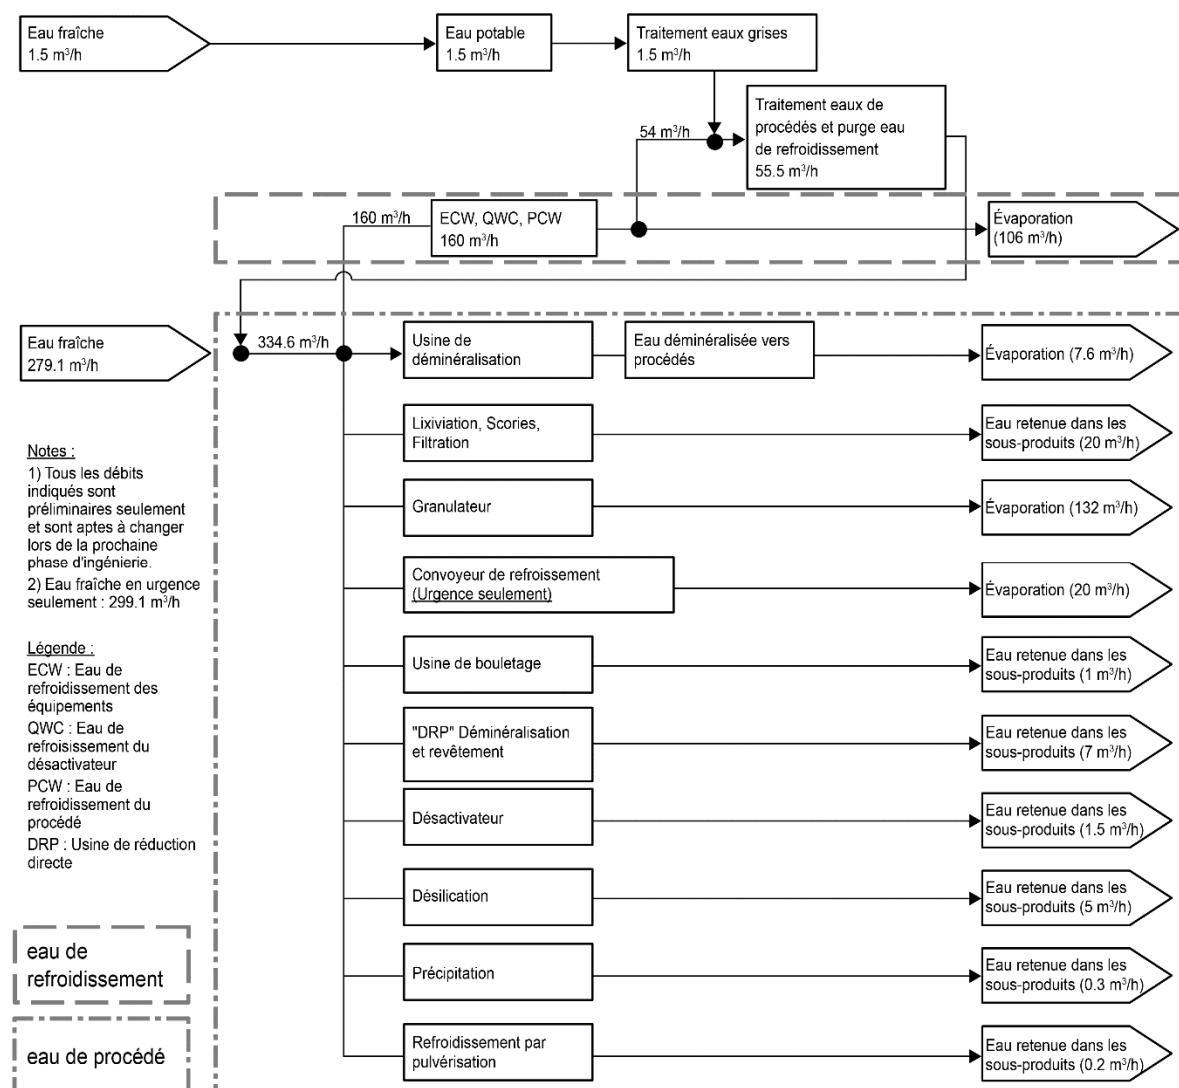 Eau fraîche
1.5 m³/h
Eau potable
1.5 m³/h
Traitement eaux grises
1.5 m³/h
54 m³/h
Traitement eaux de
procédés et purge eau
de refroidissement
55.5 m³/h
160 m³/h
ECW, QWC, PCW
160 m³/h
Évaporation
(106 m³/h)
Eau fraîche
279.1 m³/h
334.6 m³/h
Usine de
déminéralisation
Eau déminéralisée vers
procédés
Évaporation (7.6 m³/h)
Lixiviation, Scories,
Filtration
Eau retenue dans les
sous-produits (20 m³/h)
Granulateur
Évaporation (132 m³/h)
Convoyeur de refroissement
(Urgence seulement)
Évaporation (20 m³/h)
Usine de bouletage
Eau retenue dans les
sous-produits (1 m³/h)
"DRP" Déminéralisation
et revêtement
Eau retenue dans les
sous-produits (7 m³/h)
Désactivateur
Eau retenue dans les
sous-produits (1.5 m³/h)
Désilication
Eau retenue dans les
sous-produits (5 m³/h)
Précipitation
Eau retenue dans les
sous-produits (0.3 m³/h)
Refroidissement par
pulvérisation
Eau retenue dans les
sous-produits (0.2 m³/h)
Notes :
1) Tous les débits
indiqués sont
préliminaires seulement
et sont aptes à changer
lors de la prochaine
phase d'ingénierie.
2) Eau fraîche en urgence
seulement : 299.1 m³/h
Légende :
ECW : Eau de
refroidissement des
équipements
QWC : Eau de
refroisissement du
désactivateur
PCW : Eau de
refroidissement du
procédé
DRP : Usine de réduction
directe
eau de
refroidissement
eau de procédé